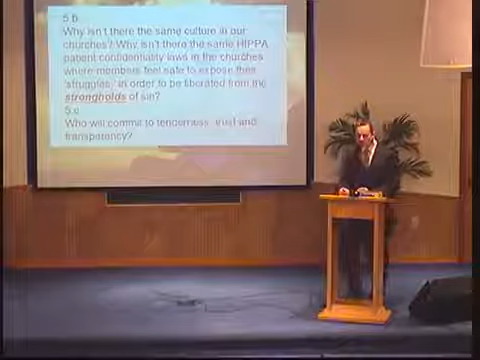 5.b.
Why isn't there the same culture in our
churches? Why isn't there the same HIPPA
patient confidentiality laws in the churches
where members feel safe to expose their
'struggles,' in order to be liberated from the
strongholds of sin?
5.c
Who will commit to tenderness, trust and
transparency?